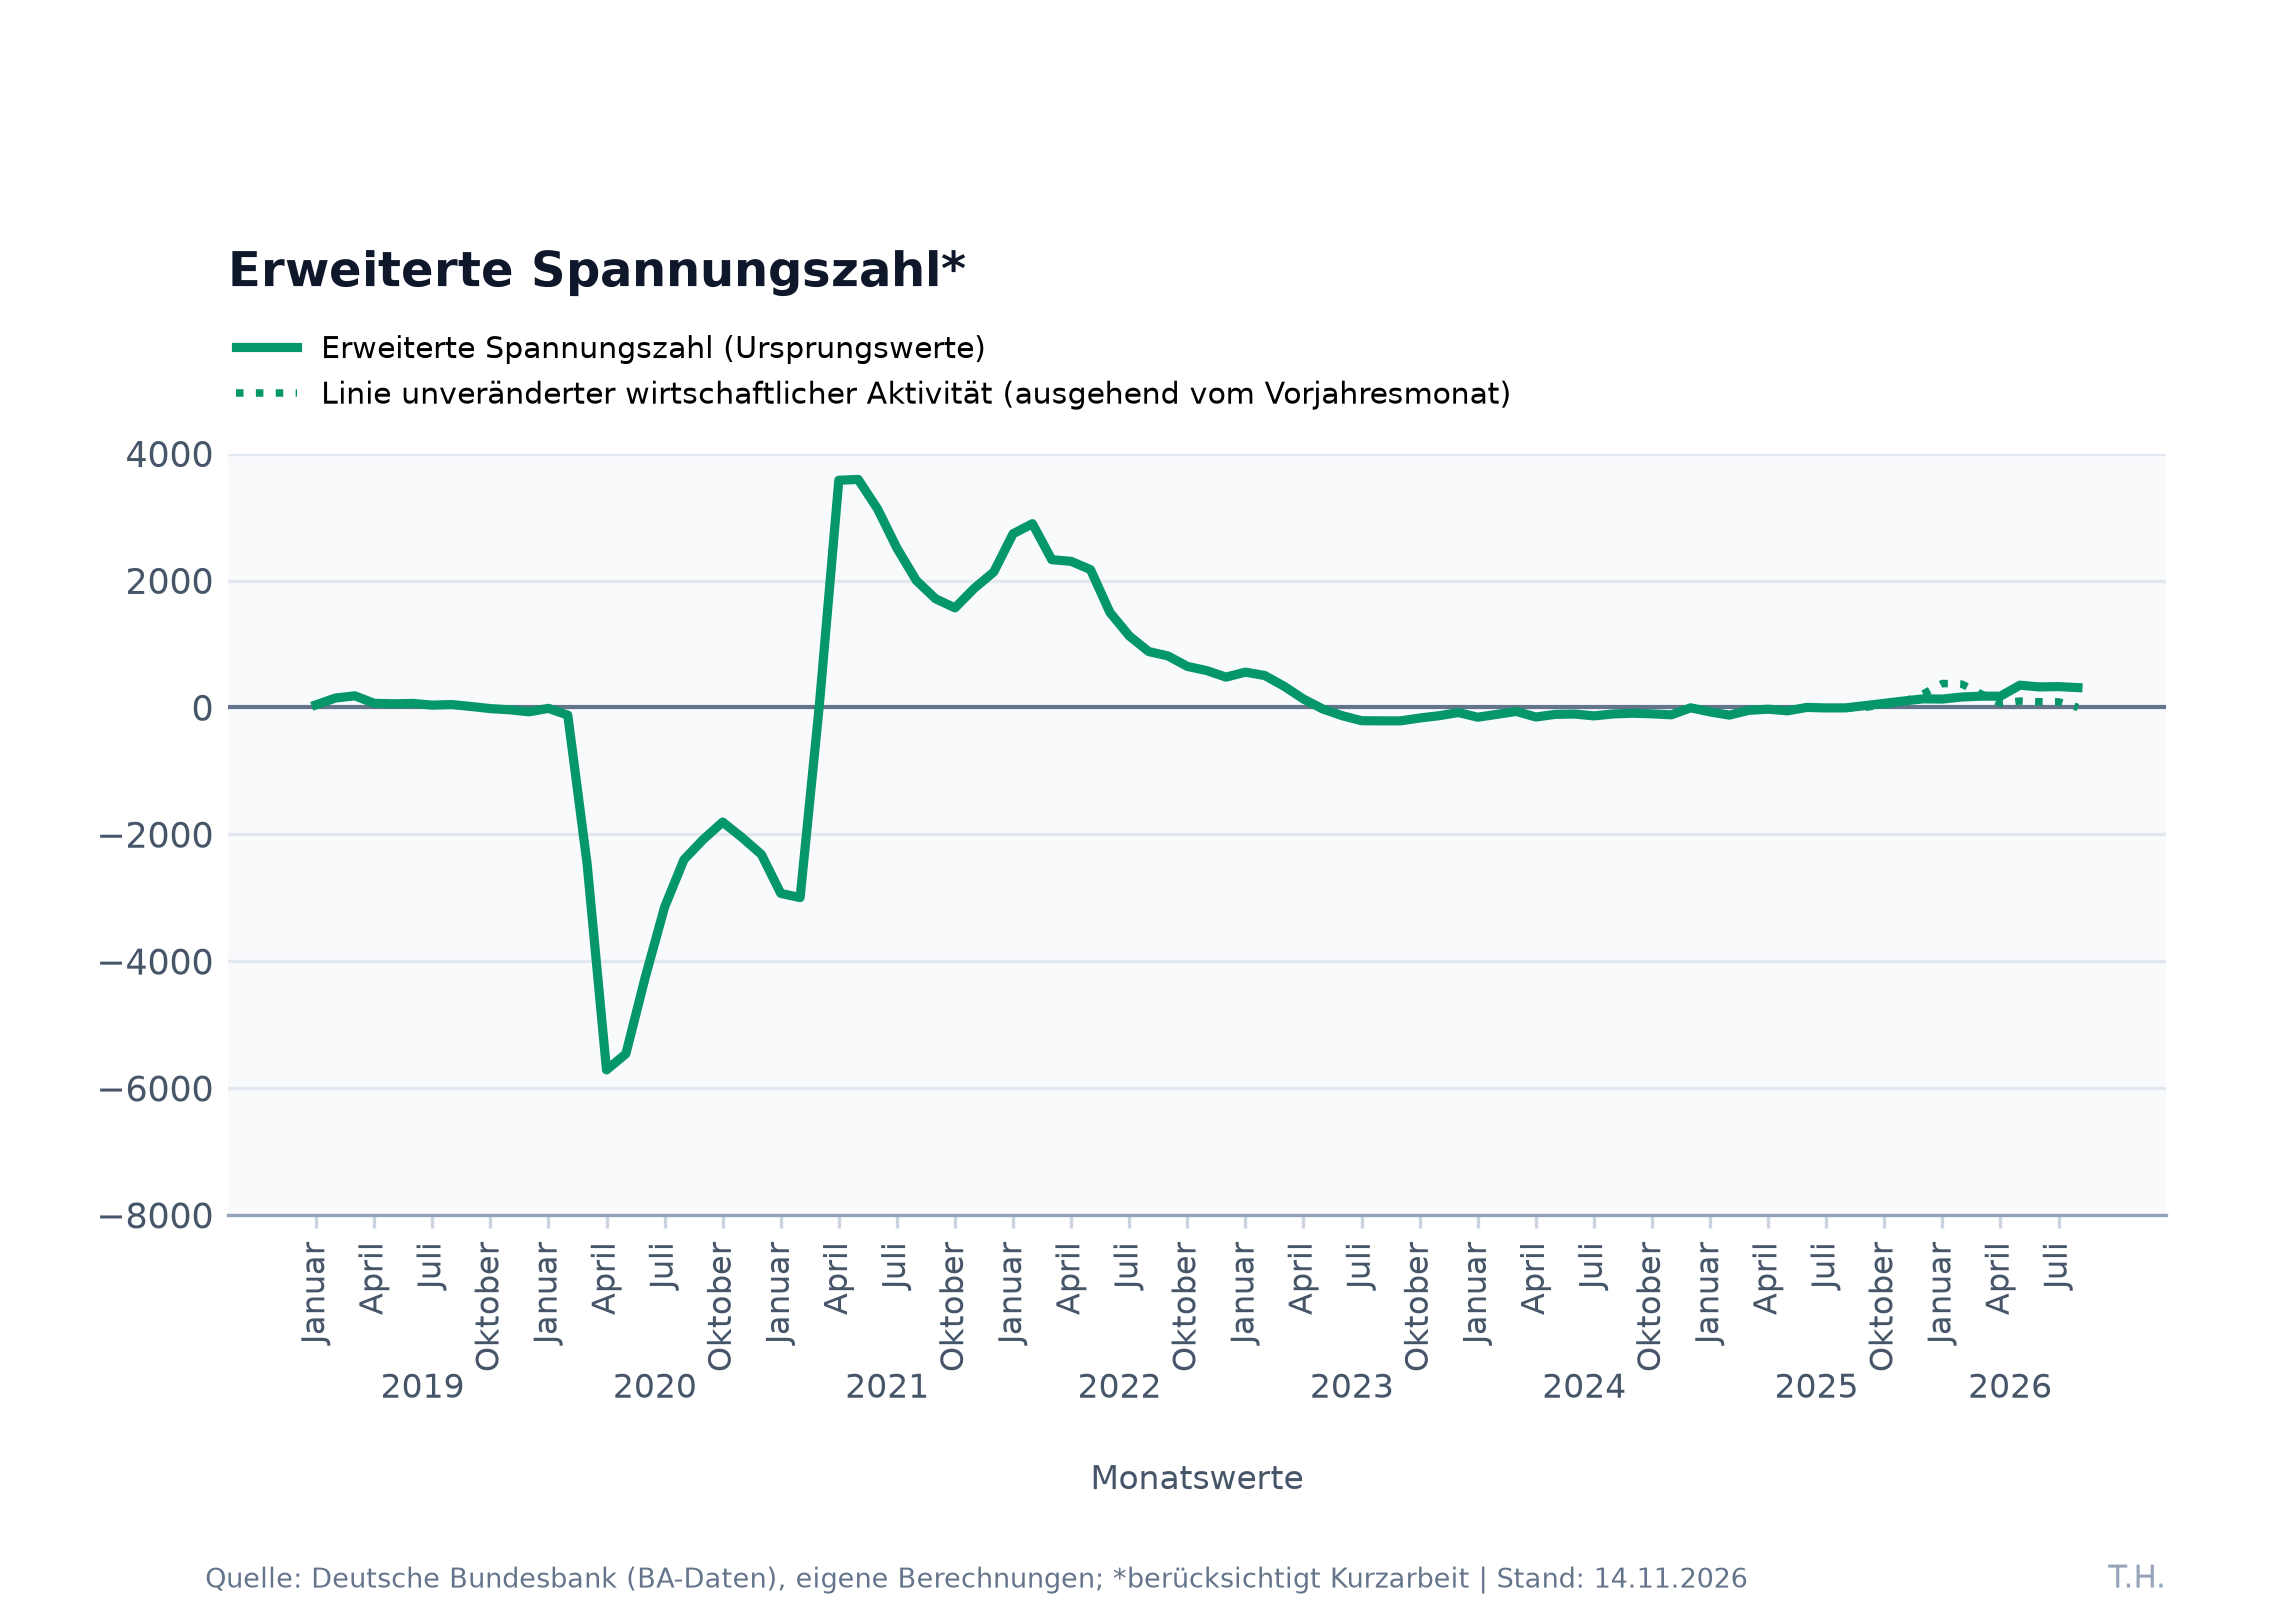 Erweiterte Spannungszahl*
Erweiterte Spannungszahl (Ursprungswerte)
Linie unveränderter wirtschaftlicher Aktivität (ausgehend vom Vorjahresmonat)
4000
2000
0
−2000
−4000
−6000
−8000
Januar April Juli Oktober Januar April Juli Oktober Januar April Juli Oktober Januar April Juli Oktober Januar April Juli Oktober Januar April Juli Oktober Januar April Juli Oktober Januar April Juli
2019 2020 2021 2022 2023 2024 2025 2026
Monatswerte
Quelle: Deutsche Bundesbank (BA-Daten), eigene Berechnungen; *berücksichtigt Kurzarbeit | Stand: 14.11.2026 T.H.